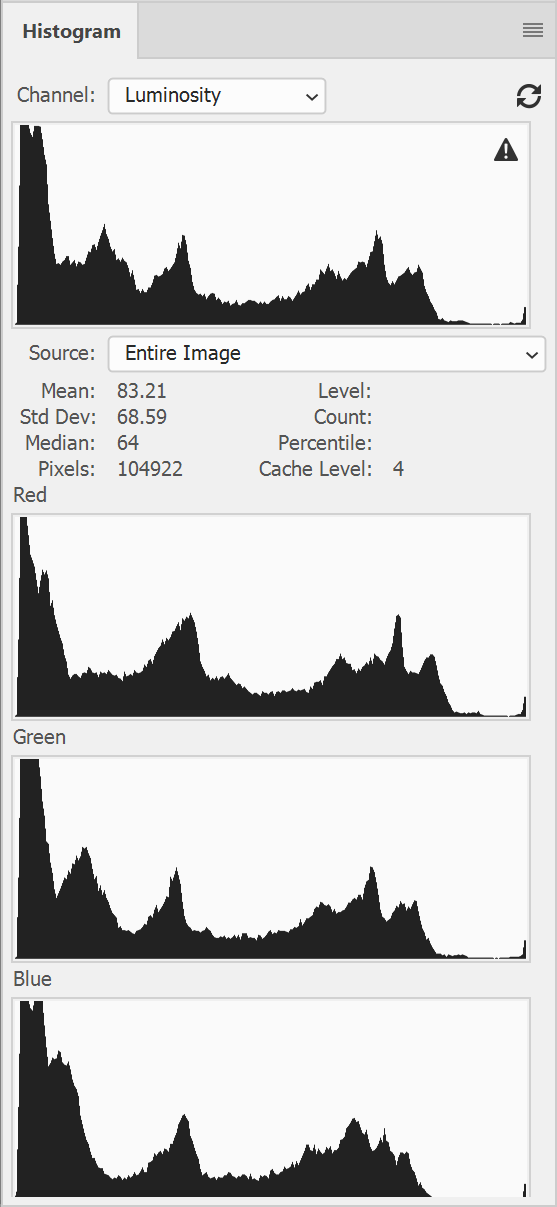 Histogram
Channel: Luminosity
Source: Entire Image
Mean: 83.21 Level:
Std Dev: 68.59 Count:
Median: 64 Percentile:
Pixels: 104922 Cache Level: 4
Red
Green
Blue